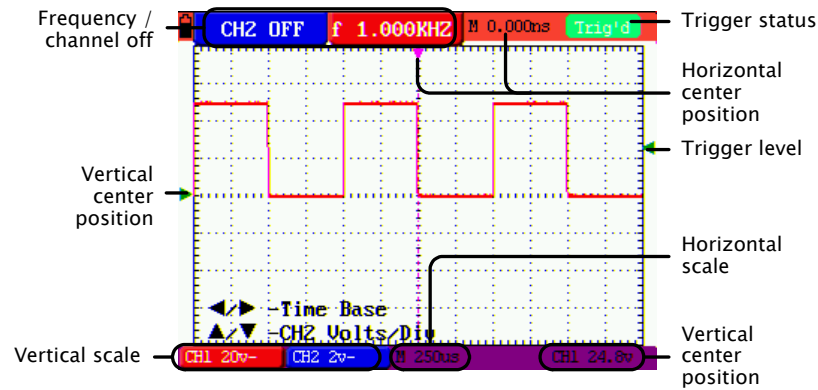 Frequency /
channel off
CH2 OFF
f 1.000KHZ
M 0.000ns
Trig'd
Trigger status
Horizontal
center
position
Trigger level
Vertical
center
position
Horizontal
scale
-Time Base
-CH2 Volts/Div
Vertical scale
CH1 20v-
CH2 2v-
M 250us
CH1 24.8v
Vertical
center
position